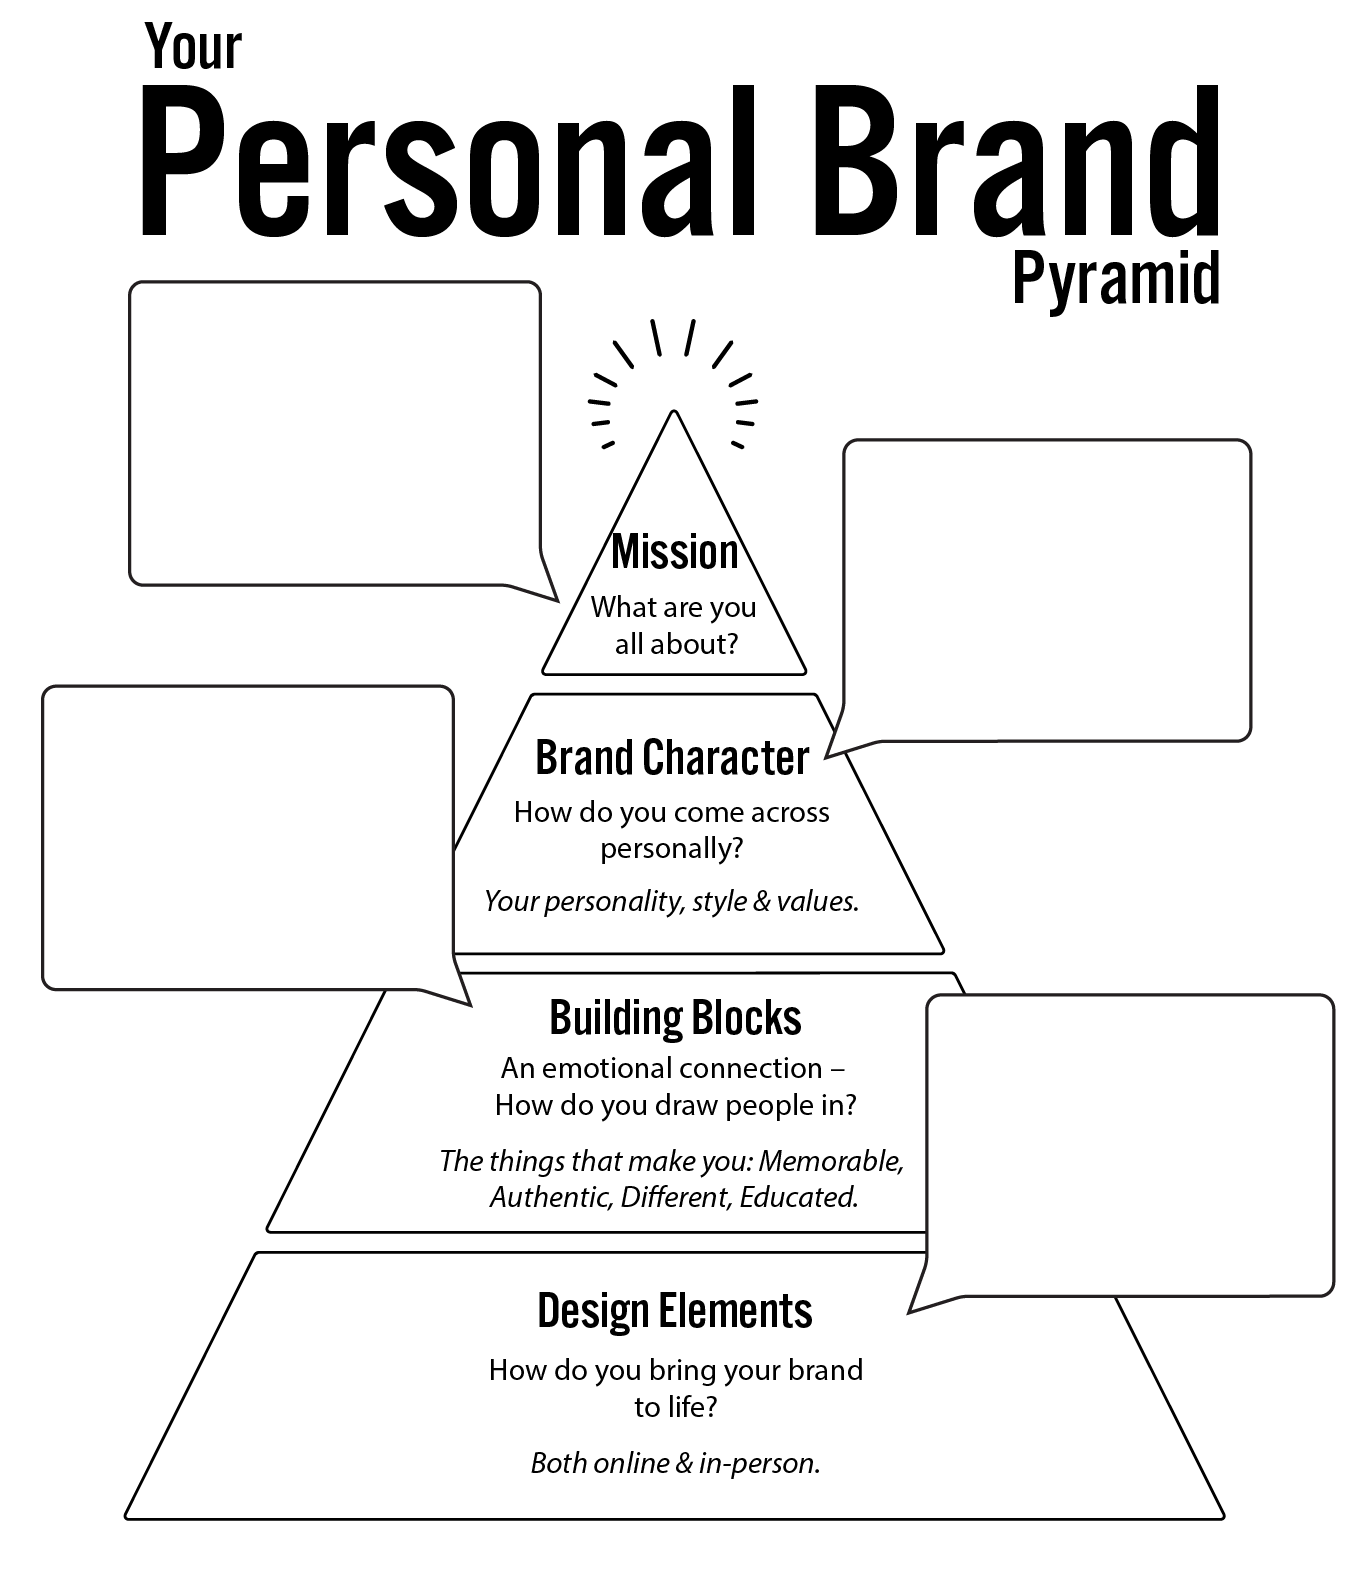 Your
Personal Brand
Pyramid
Mission
What are you
all about?
Brand Character
How do you come across
personally?
Your personality, style & values.
Building Blocks
An emotional connection –
How do you draw people in?
The things that make you: Memorable,
Authentic, Different, Educated.
Design Elements
How do you bring your brand
to life?
Both online & in-person.